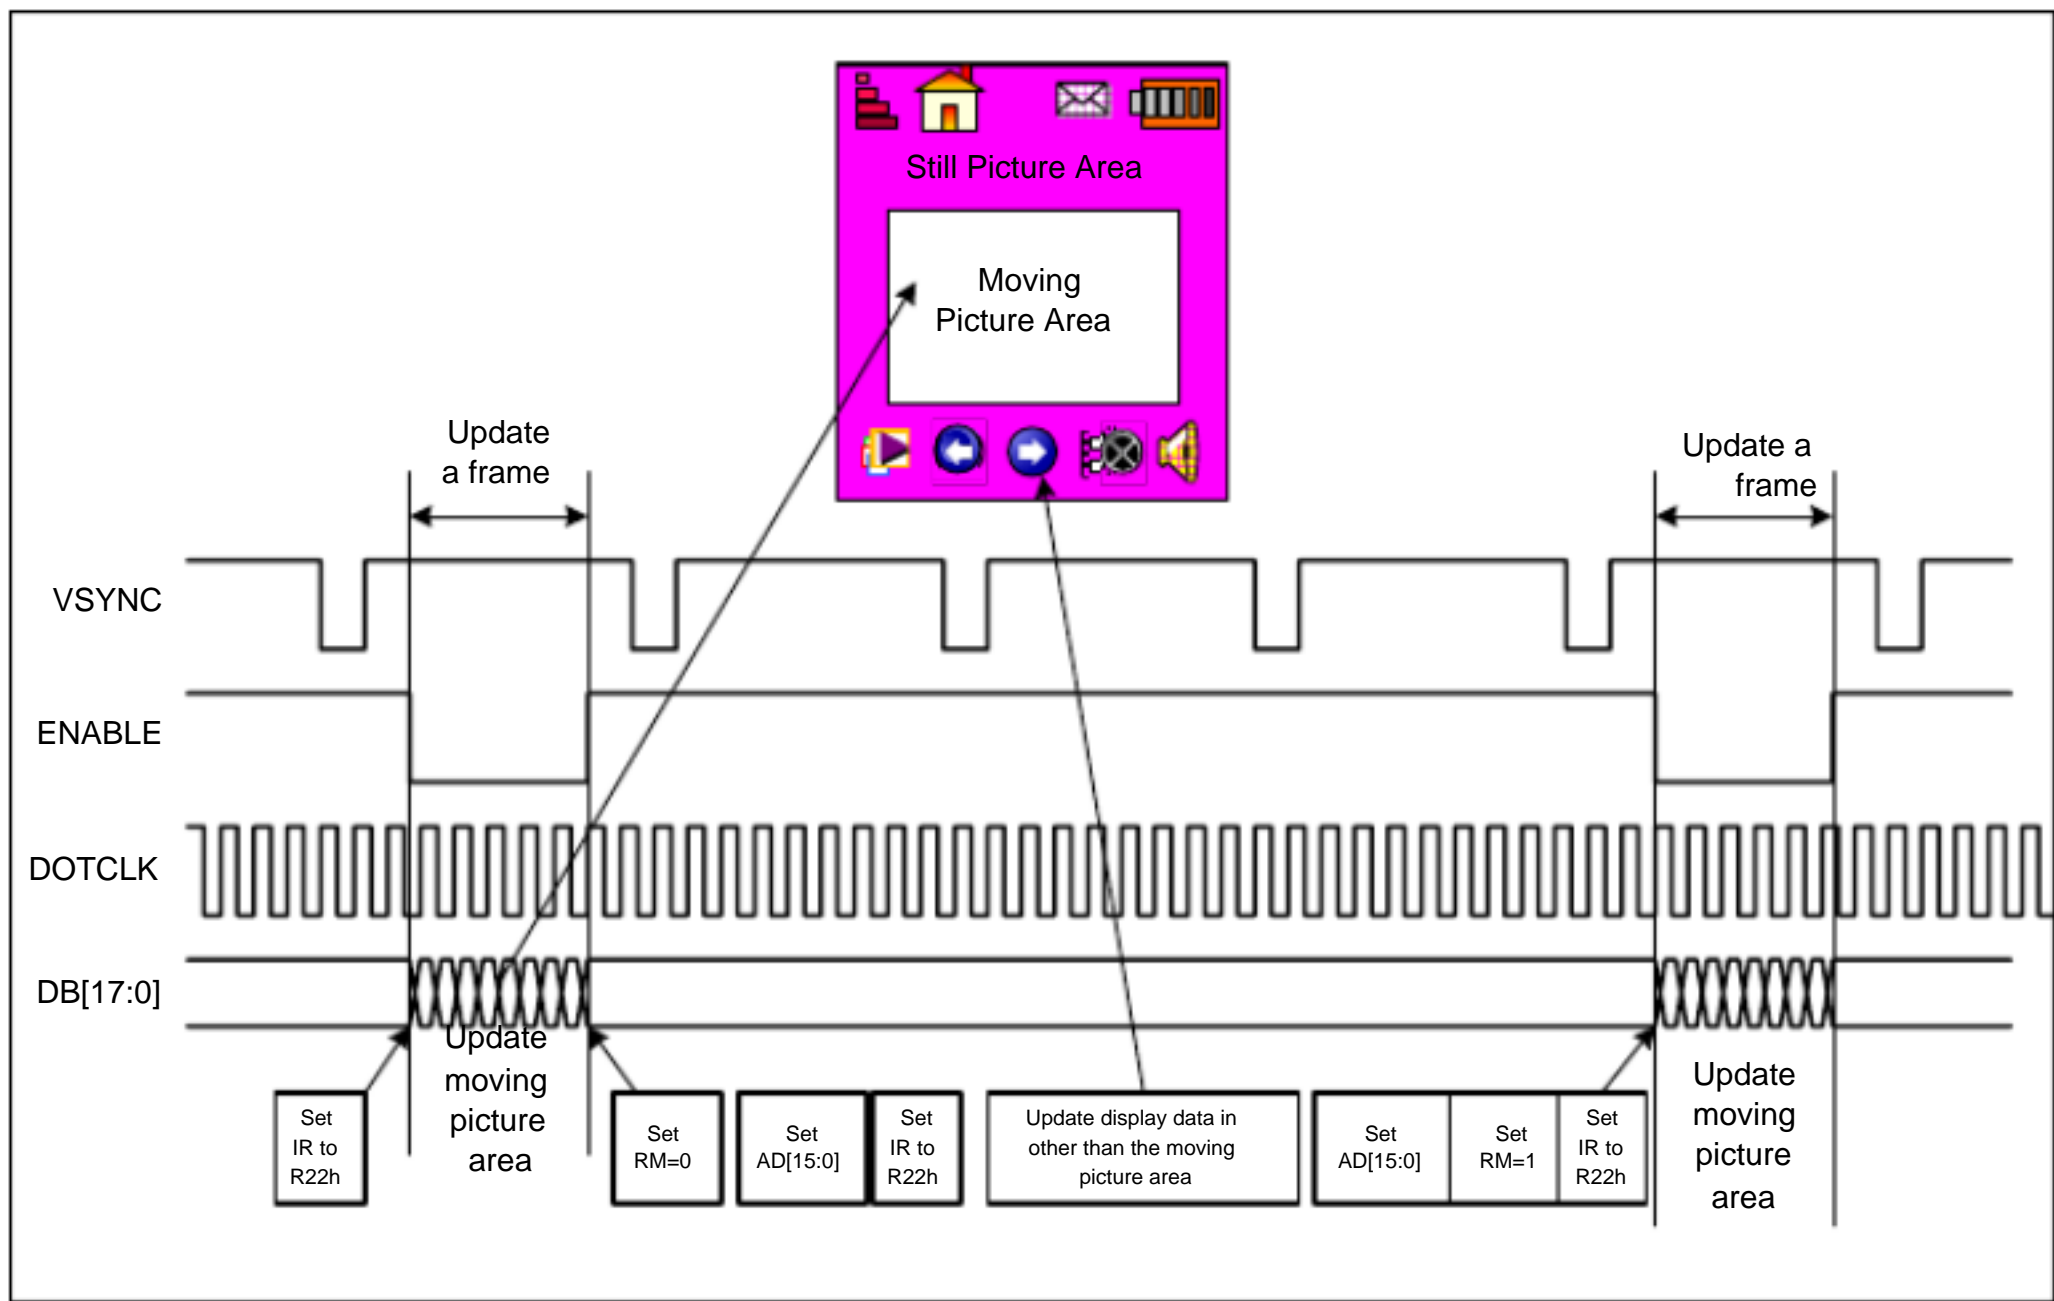 Still Picture Area
Moving
Picture Area
Update
a frame
Update a
frame
VSYNC
ENABLE
DOTCLK
DB[17:0]
Update
moving
picture
area
Set
IR to
R22h
Set
RM=0
Set
AD[15:0]
Set
IR to
R22h
Update display data in
other than the moving
picture area
Set
AD[15:0]
Set
RM=1
Set
IR to
R22h
Update
moving
picture
area